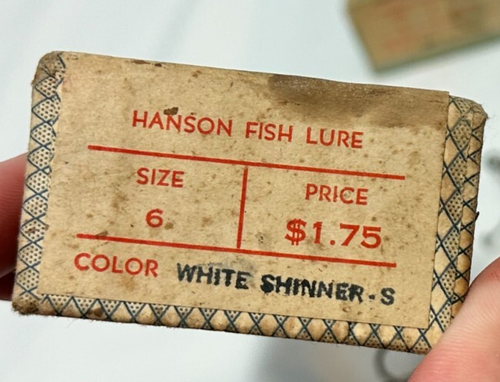 HANSON FISH LURE
SIZE
6
PRICE
$1.75
COLOR WHITE SHINNER-S